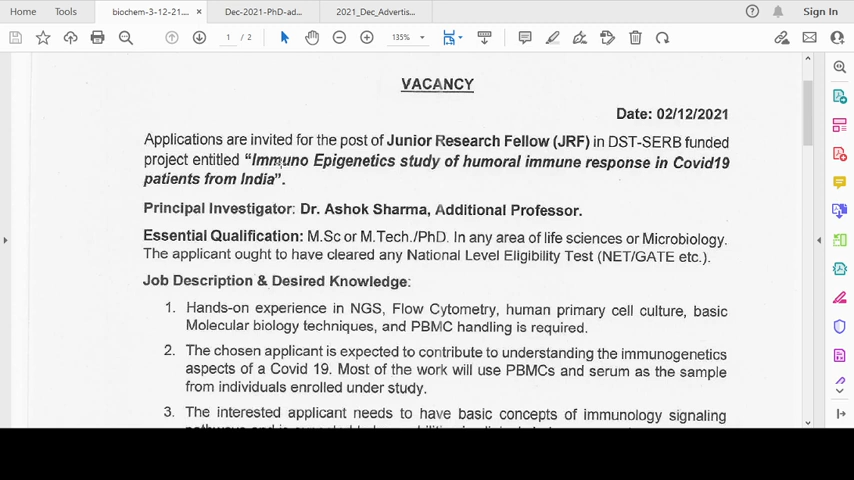 Home Tools biochem-3-12-21.... × Dec-2021-PhD-ad... 2021_Dec_Advertis... Sign In
1 / 2 135%
VACANCY
Date: 02/12/2021
Applications are invited for the post of Junior Research Fellow (JRF) in DST-SERB funded
project entitled “Immuno Epigenetics study of humoral immune response in Covid19
patients from India”.
Principal Investigator: Dr. Ashok Sharma, Additional Professor.
Essential Qualification: M.Sc or M.Tech./PhD. In any area of life sciences or Microbiology.
The applicant ought to have cleared any National Level Eligibility Test (NET/GATE etc.).
Job Description & Desired Knowledge:
1. Hands-on experience in NGS, Flow Cytometry, human primary cell culture, basic
Molecular biology techniques, and PBMC handling is required.
2. The chosen applicant is expected to contribute to understanding the immunogenetics
aspects of a Covid 19. Most of the work will use PBMCs and serum as the sample
from individuals enrolled under study.
3. The interested applicant needs to have basic concepts of immunology signaling